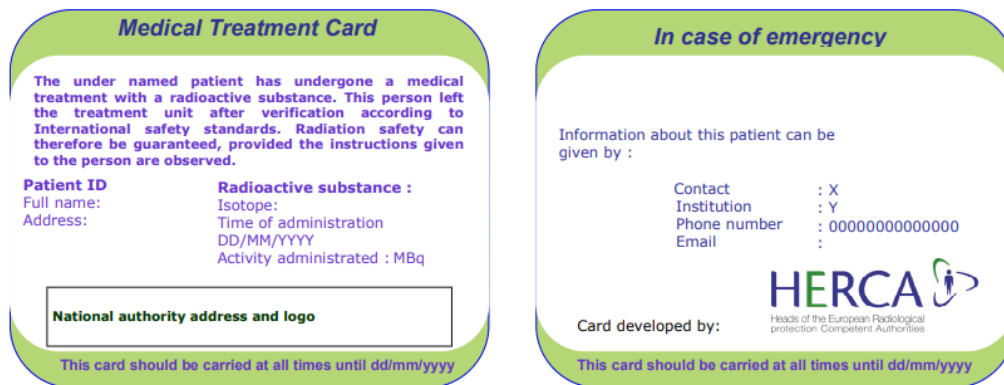 Medical Treatment Card
The under named patient has undergone a medical
treatment with a radioactive substance. This person left
the treatment unit after verification according to
International safety standards. Radiation safety can
therefore be guaranteed, provided the instructions given
to the person are observed.
Patient ID
Full name:
Address:
Radioactive substance :
Isotope:
Time of administration
DD/MM/YYYY
Activity administrated : MBq
National authority address and logo
This card should be carried at all times until dd/mm/yyyy
In case of emergency
Information about this patient can be
given by :
Contact : X
Institution : Y
Phone number : 00000000000000
Email :
Card developed by:
HERCA
Heads of the European Radiological
protection Competent Authorities
This card should be carried at all times until dd/mm/yyyy